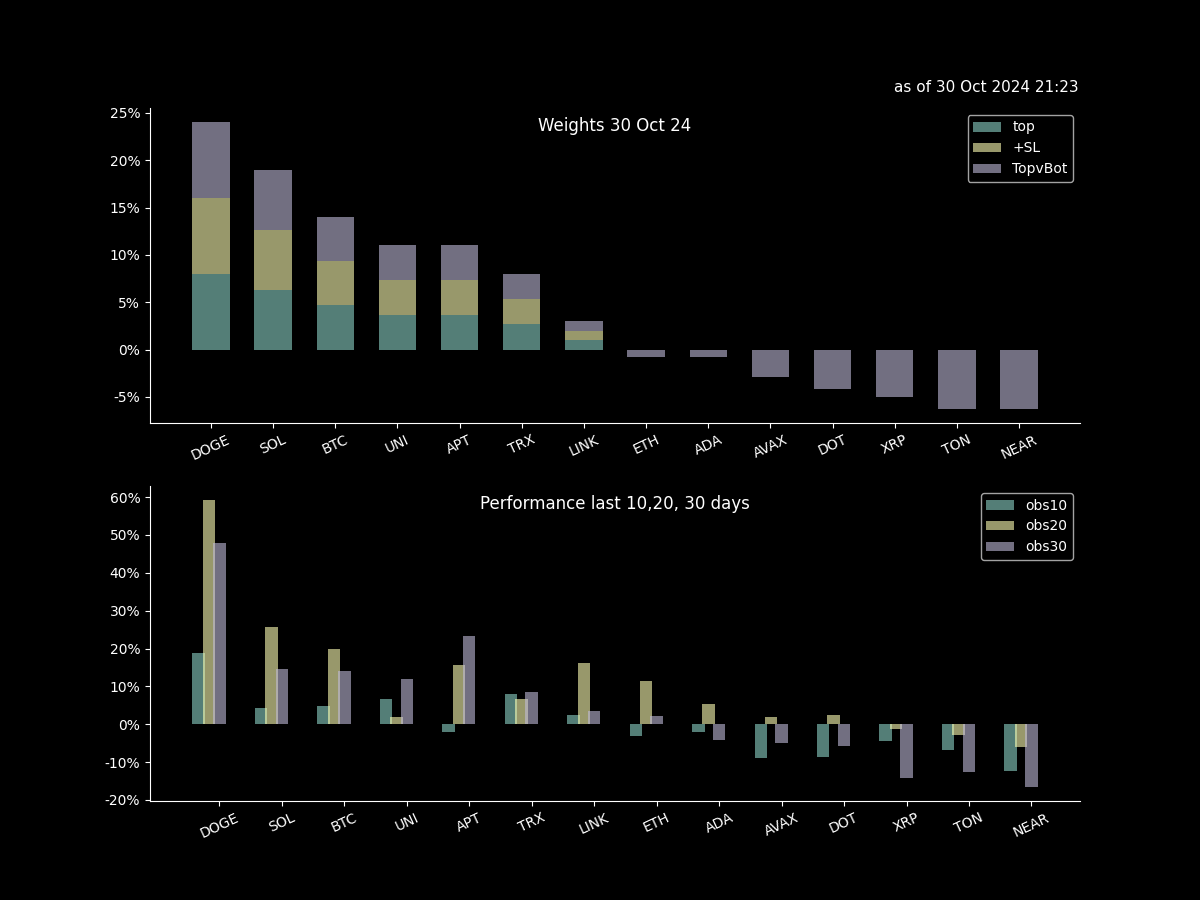 as of 30 Oct 2024 21:23
Weights 30 Oct 24
top
+SL
TopvBot
25%
20%
15%
10%
5%
0%
-5%
DOGE SOL BTC UNI APT TRX LINK ETH ADA AVAX DOT XRP TON NEAR
Performance last 10,20, 30 days
obs10
obs20
obs30
60%
50%
40%
30%
20%
10%
0%
-10%
-20%
DOGE SOL BTC UNI APT TRX LINK ETH ADA AVAX DOT XRP TON NEAR